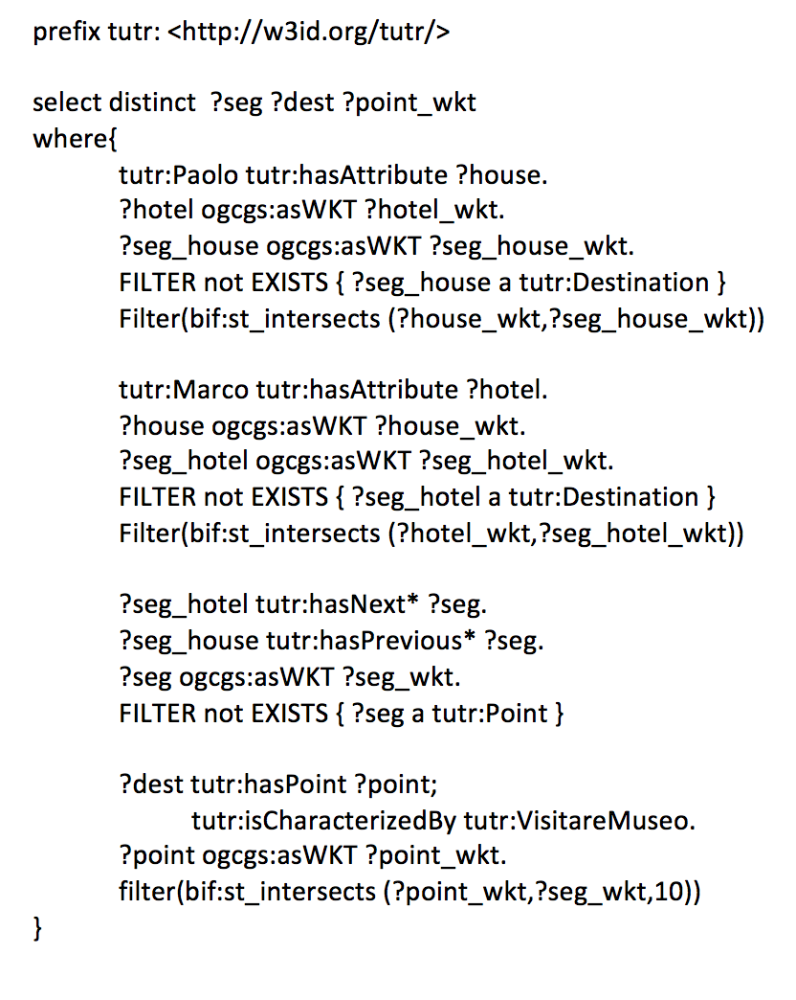 prefix tutr: <http://w3id.org/tutr/>
select distinct  ?seg ?dest ?point_wkt
where{
tutr:Paolo tutr:hasAttribute ?house.
?hotel ogcgs:asWKT ?hotel_wkt.
?seg_house ogcgs:asWKT ?seg_house_wkt.
FILTER not EXISTS { ?seg_house a tutr:Destination }
Filter(bif:st_intersects (?house_wkt,?seg_house_wkt))
tutr:Marco tutr:hasAttribute ?hotel.
?house ogcgs:asWKT ?house_wkt.
?seg_hotel ogcgs:asWKT ?seg_hotel_wkt.
FILTER not EXISTS { ?seg_hotel a tutr:Destination }
Filter(bif:st_intersects (?hotel_wkt,?seg_hotel_wkt))
?seg_hotel tutr:hasNext* ?seg.
?seg_house tutr:hasPrevious* ?seg.
?seg ogcgs:asWKT ?seg_wkt.
FILTER not EXISTS { ?seg a tutr:Point }
?dest tutr:hasPoint ?point;
tutr:isCharacterizedBy tutr:VisitareMuseo.
?point ogcgs:asWKT ?point_wkt.
filter(bif:st_intersects (?point_wkt,?seg_wkt,10))
}